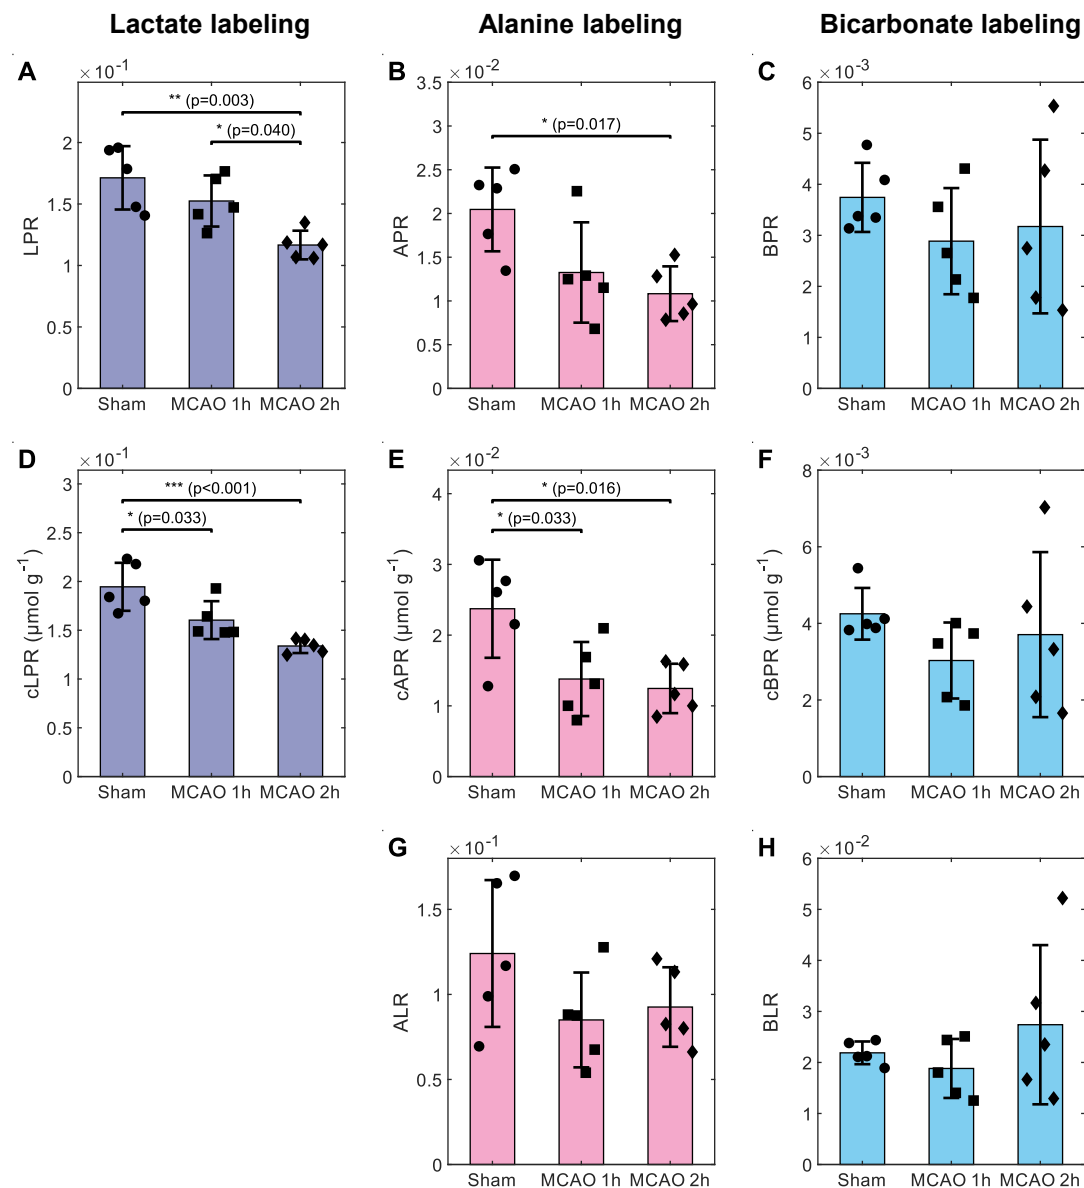 Lactate labeling Alanine labeling Bicarbonate labeling
A ×10⁻¹ B ×10⁻² C ×10⁻³
LPR
2
1.5
1
0.5
0
** (p=0.003)
* (p=0.040)
Sham MCAO 1h MCAO 2h
APR
3.5
3
2.5
2
1.5
1
0.5
0
* (p=0.017)
Sham MCAO 1h MCAO 2h
BPR
6
5
4
3
2
1
0
Sham MCAO 1h MCAO 2h
D ×10⁻¹ E ×10⁻² F ×10⁻³
cLPR (μmol g⁻¹)
3
2.5
2
1.5
1
0.5
0
*** (p<0.001)
* (p=0.033)
Sham MCAO 1h MCAO 2h
cAPR (μmol g⁻¹)
4
3
2
1
0
* (p=0.016)
* (p=0.033)
Sham MCAO 1h MCAO 2h
cBPR (μmol g⁻¹)
8
6
4
2
0
Sham MCAO 1h MCAO 2h
G ×10⁻¹ H ×10⁻²
ALR
1.5
1
0.5
0
Sham MCAO 1h MCAO 2h
BLR
6
5
4
3
2
1
0
Sham MCAO 1h MCAO 2h